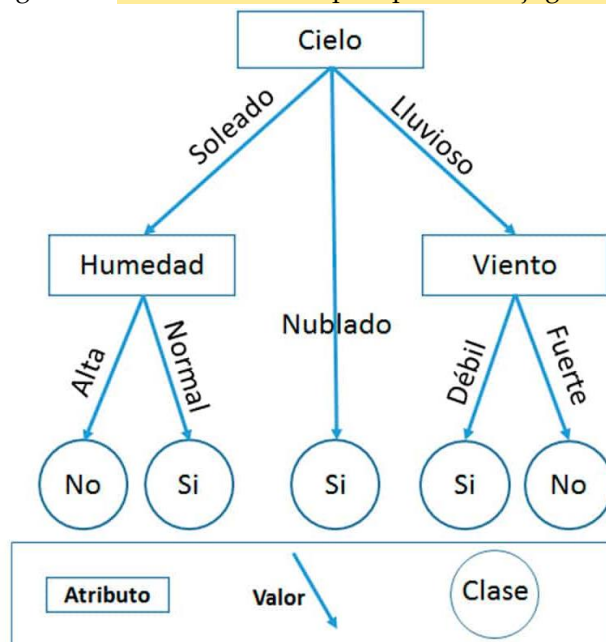 Cielo
Soleado
Lluvioso
Humedad
Viento
Nublado
Alta
Normal
Débil
Fuerte
No
Si
Si
Si
No
Atributo
Valor
Clase